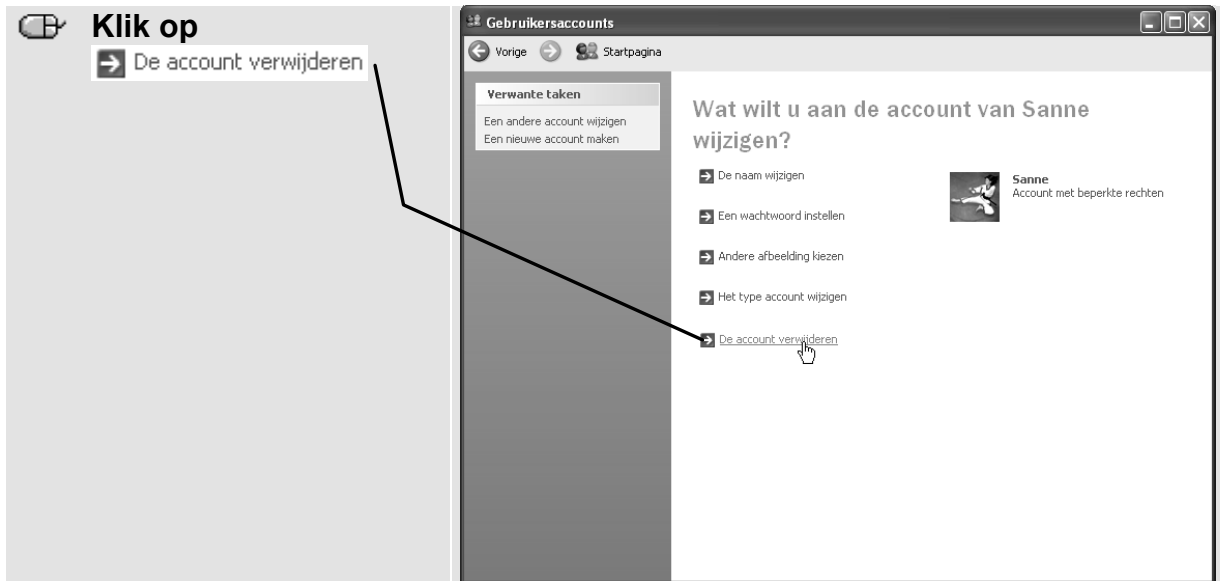 Klik op
De account verwijderen
Gebruikersaccounts
Vorige
Startpagina
Verwante taken
Een andere account wijzigen
Een nieuwe account maken
Wat wilt u aan de account van Sanne
wijzigen?
De naam wijzigen
Een wachtwoord instellen
Andere afbeelding kiezen
Het type account wijzigen
De account verwijderen
Sanne
Account met beperkte rechten